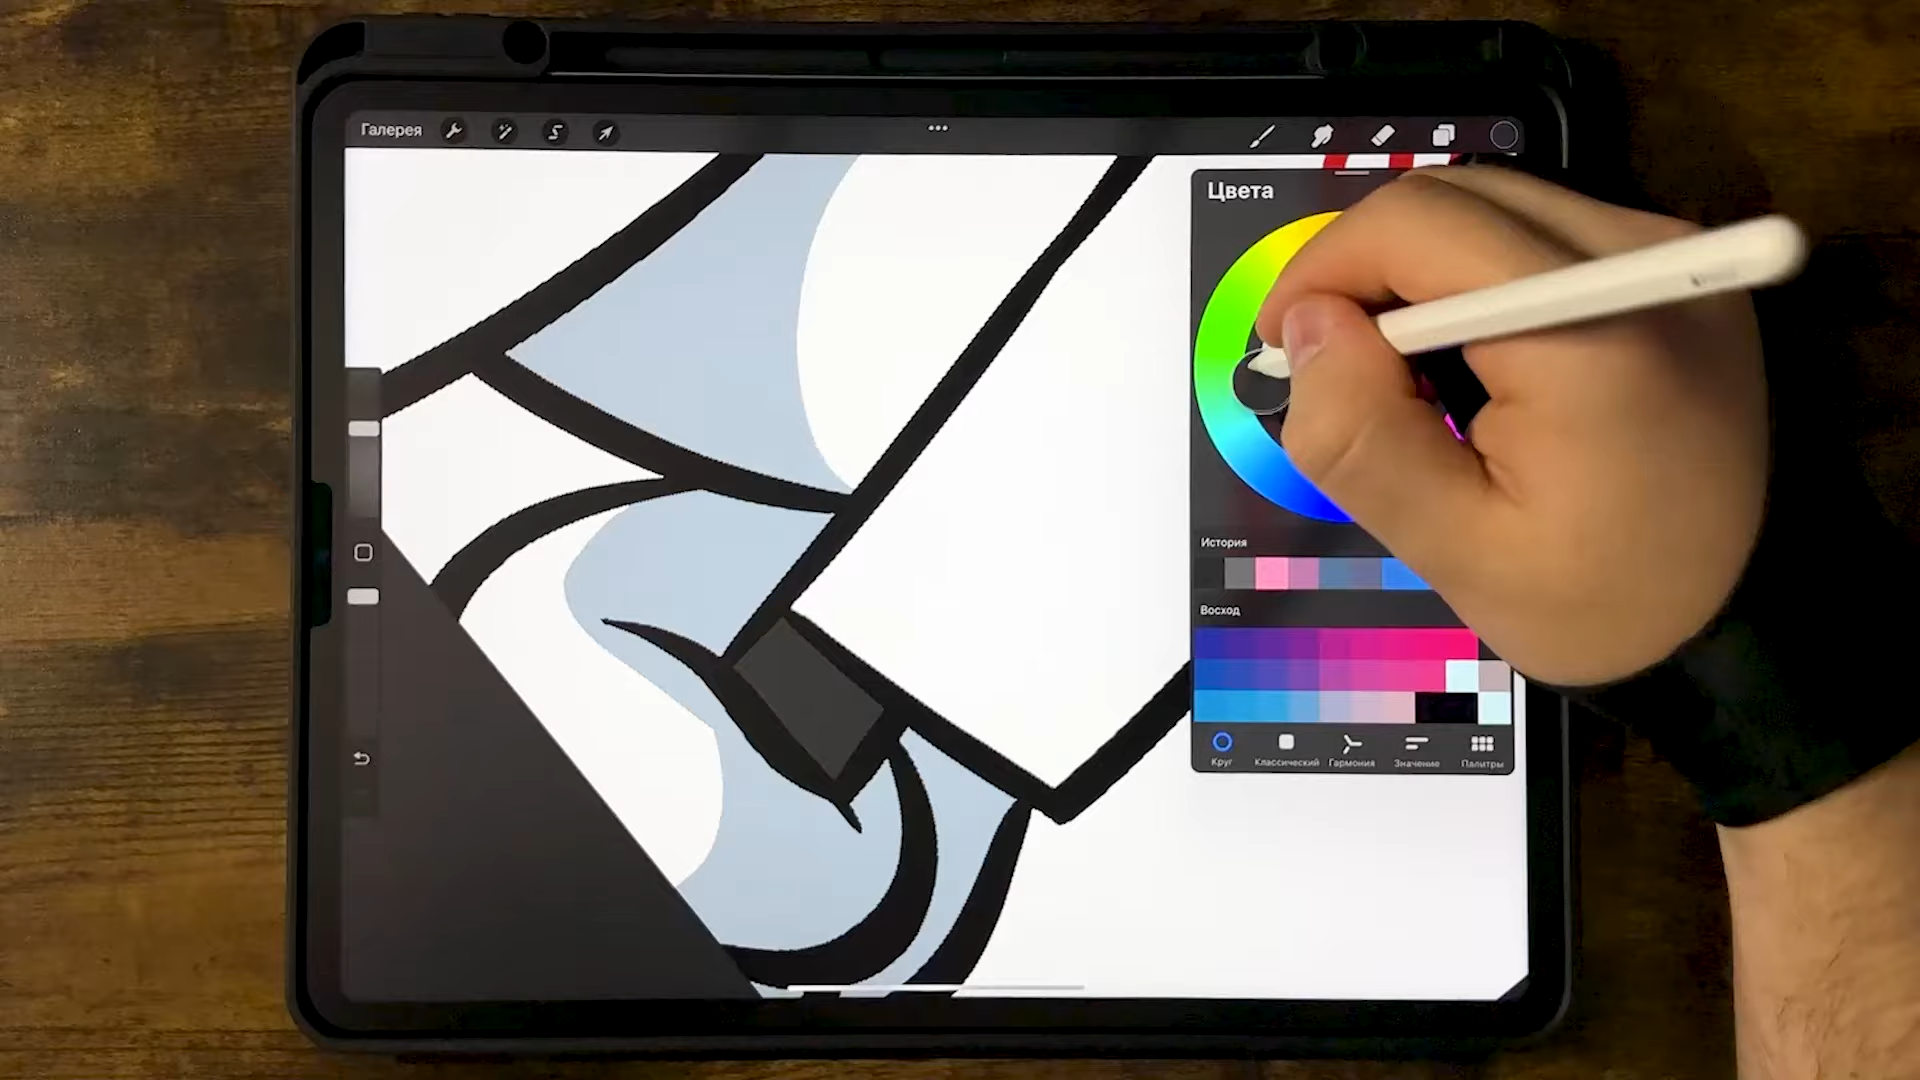 Галерея
Цвета
История
Восход
Круг
Классический
Гармония
Значение
Палитры